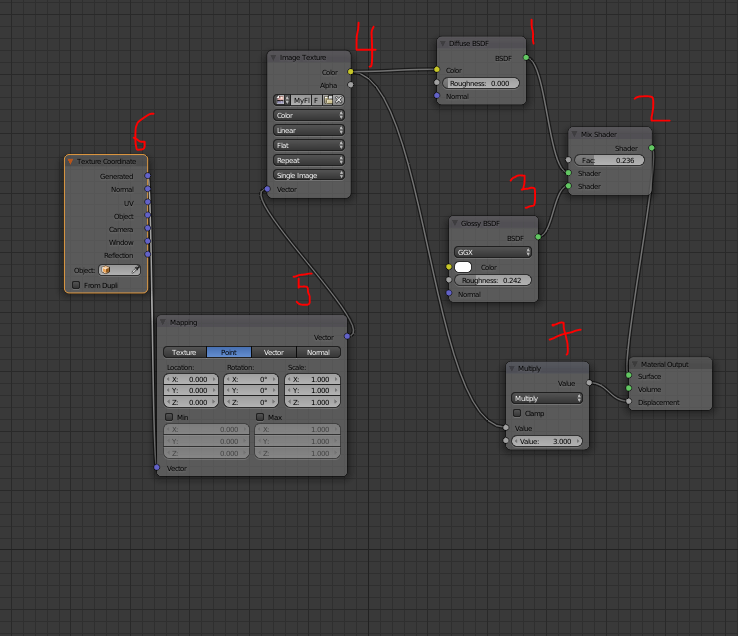 6
Texture Coordinate
Generated
Normal
UV
Object
Camera
Window
Reflection
Object:
From Dupli
4
Image Texture
Color
Alpha
MyFI F
Color
Linear
Flat
Repeat
Single Image
Vector
5
Mapping
Vector
Texture Point Vector Normal
Location: Rotation: Scale:
X: 0.000 X: 0° X: 1.000
Y: 0.000 Y: 0° Y: 1.000
Z: 0.000 Z: 0° Z: 1.000
Min Max
X: 0.000 X: 1.000
Y: 0.000 Y: 1.000
Z: 0.000 Z: 1.000
Vector
1
Diffuse BSDF
BSDF
Color
Roughness: 0.000
Normal
2
Mix Shader
Shader
Fac: 0.236
Shader
Shader
3
Glossy BSDF
BSDF
GGX
Color
Roughness: 0.242
Normal
7
Multiply
Value
Multiply
Clamp
Value
Value: 3.000
Material Output
Surface
Volume
Displacement